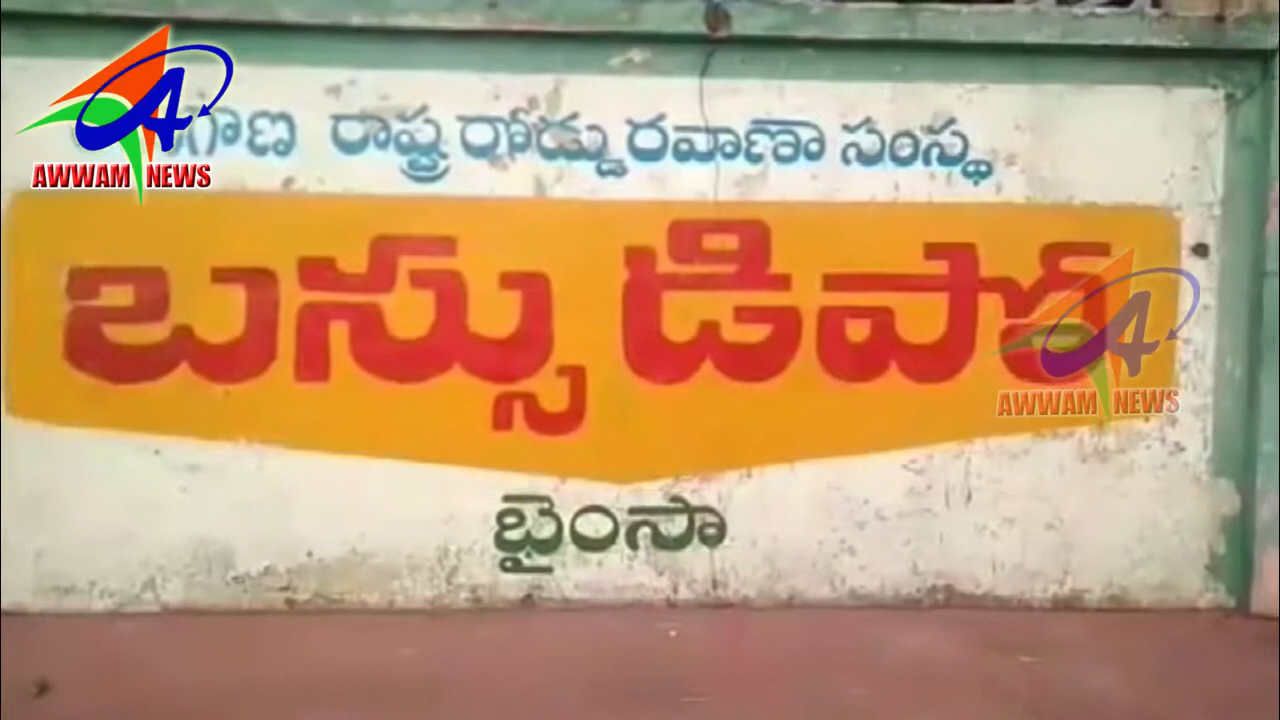 AWWAM NEWS
గాణ రాష్ట్ర రోడ్డు రవాణా సంస్థ
బస్సు డిపో
AWWAM NEWS
భైంసా